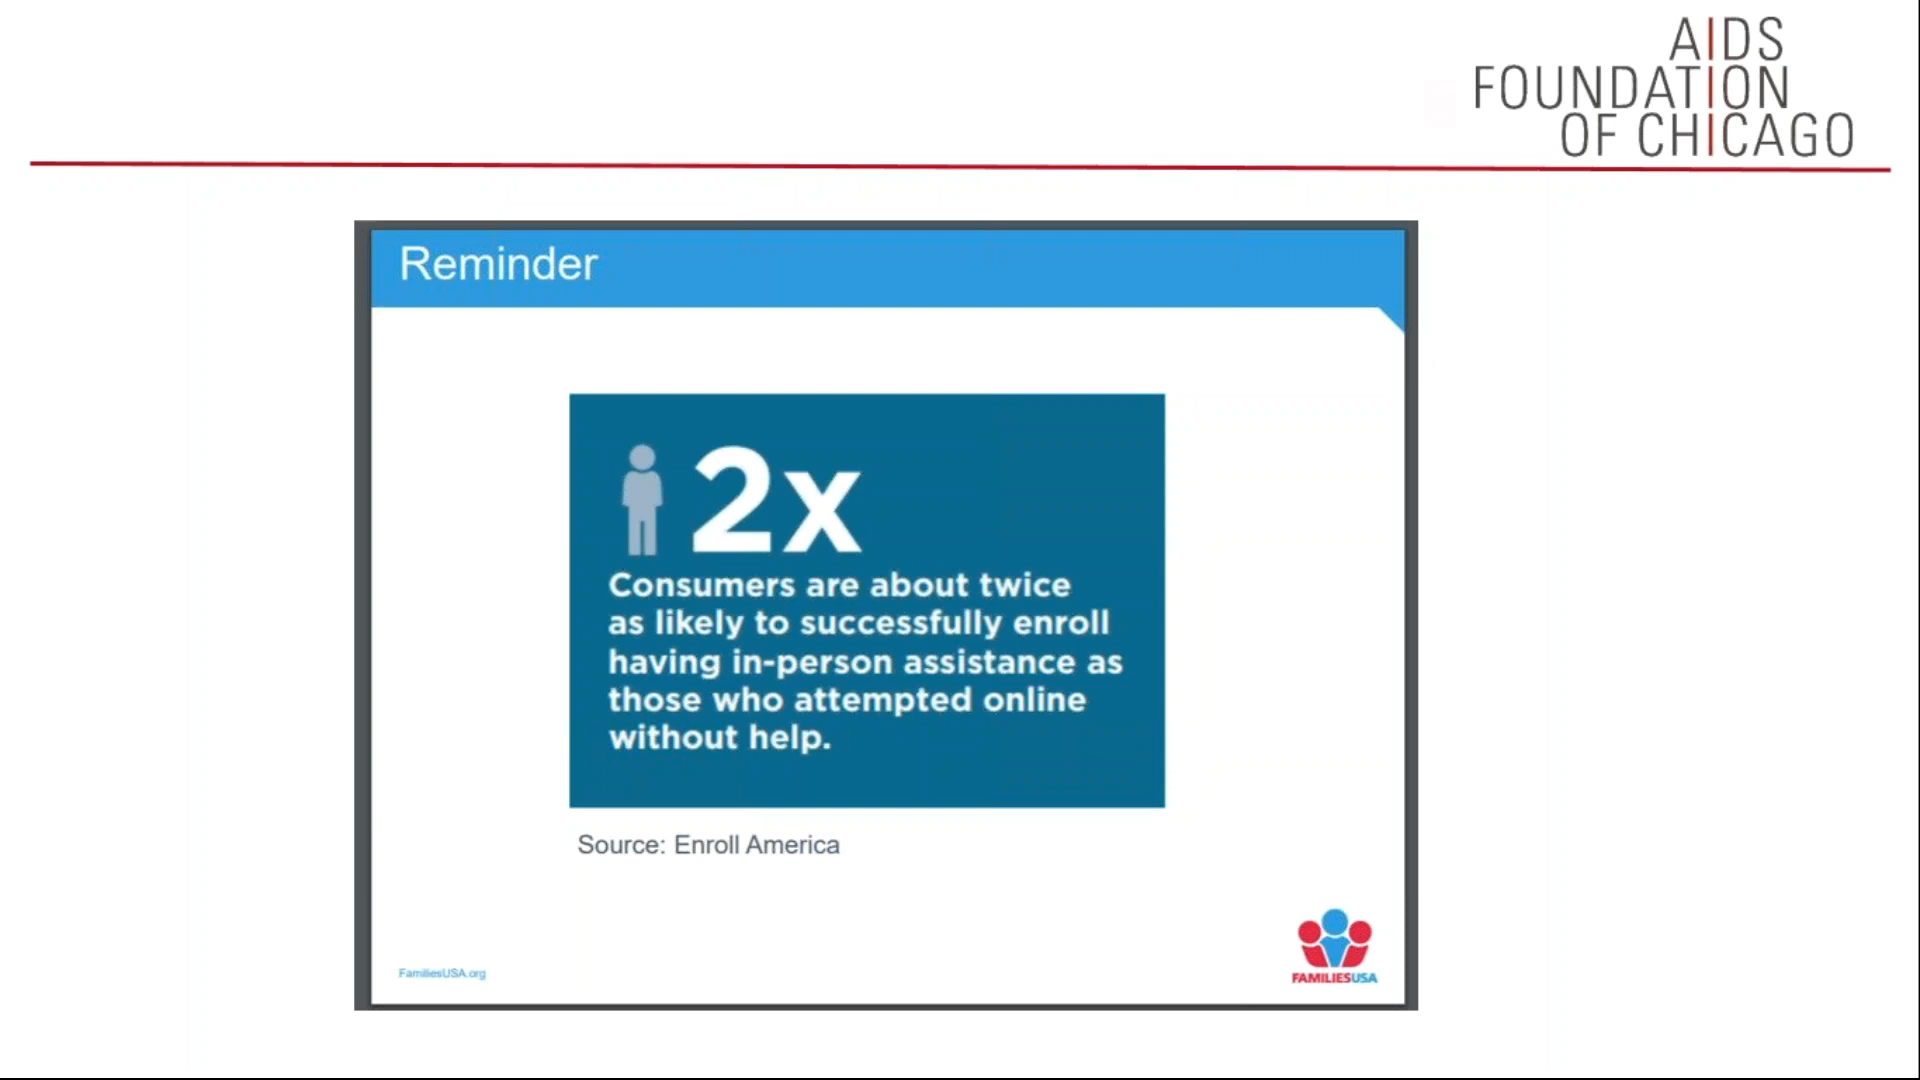 AIDS
FOUNDATION
OF CHICAGO
Reminder
2x
Consumers are about twice
as likely to successfully enroll
having in-person assistance as
those who attempted online
without help.
Source: Enroll America
FamiliesUSA.org
FAMILIESUSA